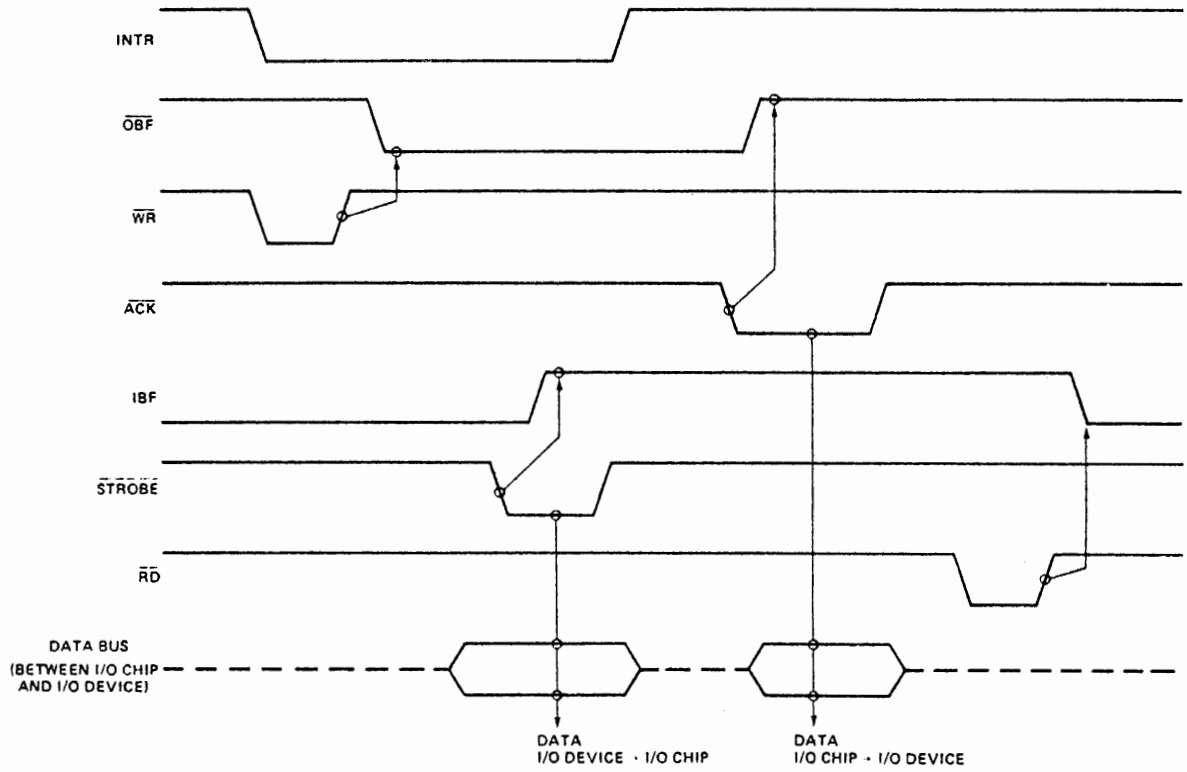 INTR
OBF
WR
ACK
IBF
STROBE
RD
DATA BUS
(BETWEEN I/O CHIP
AND I/O DEVICE)
DATA
I/O DEVICE → I/O CHIP
DATA
I/O CHIP → I/O DEVICE